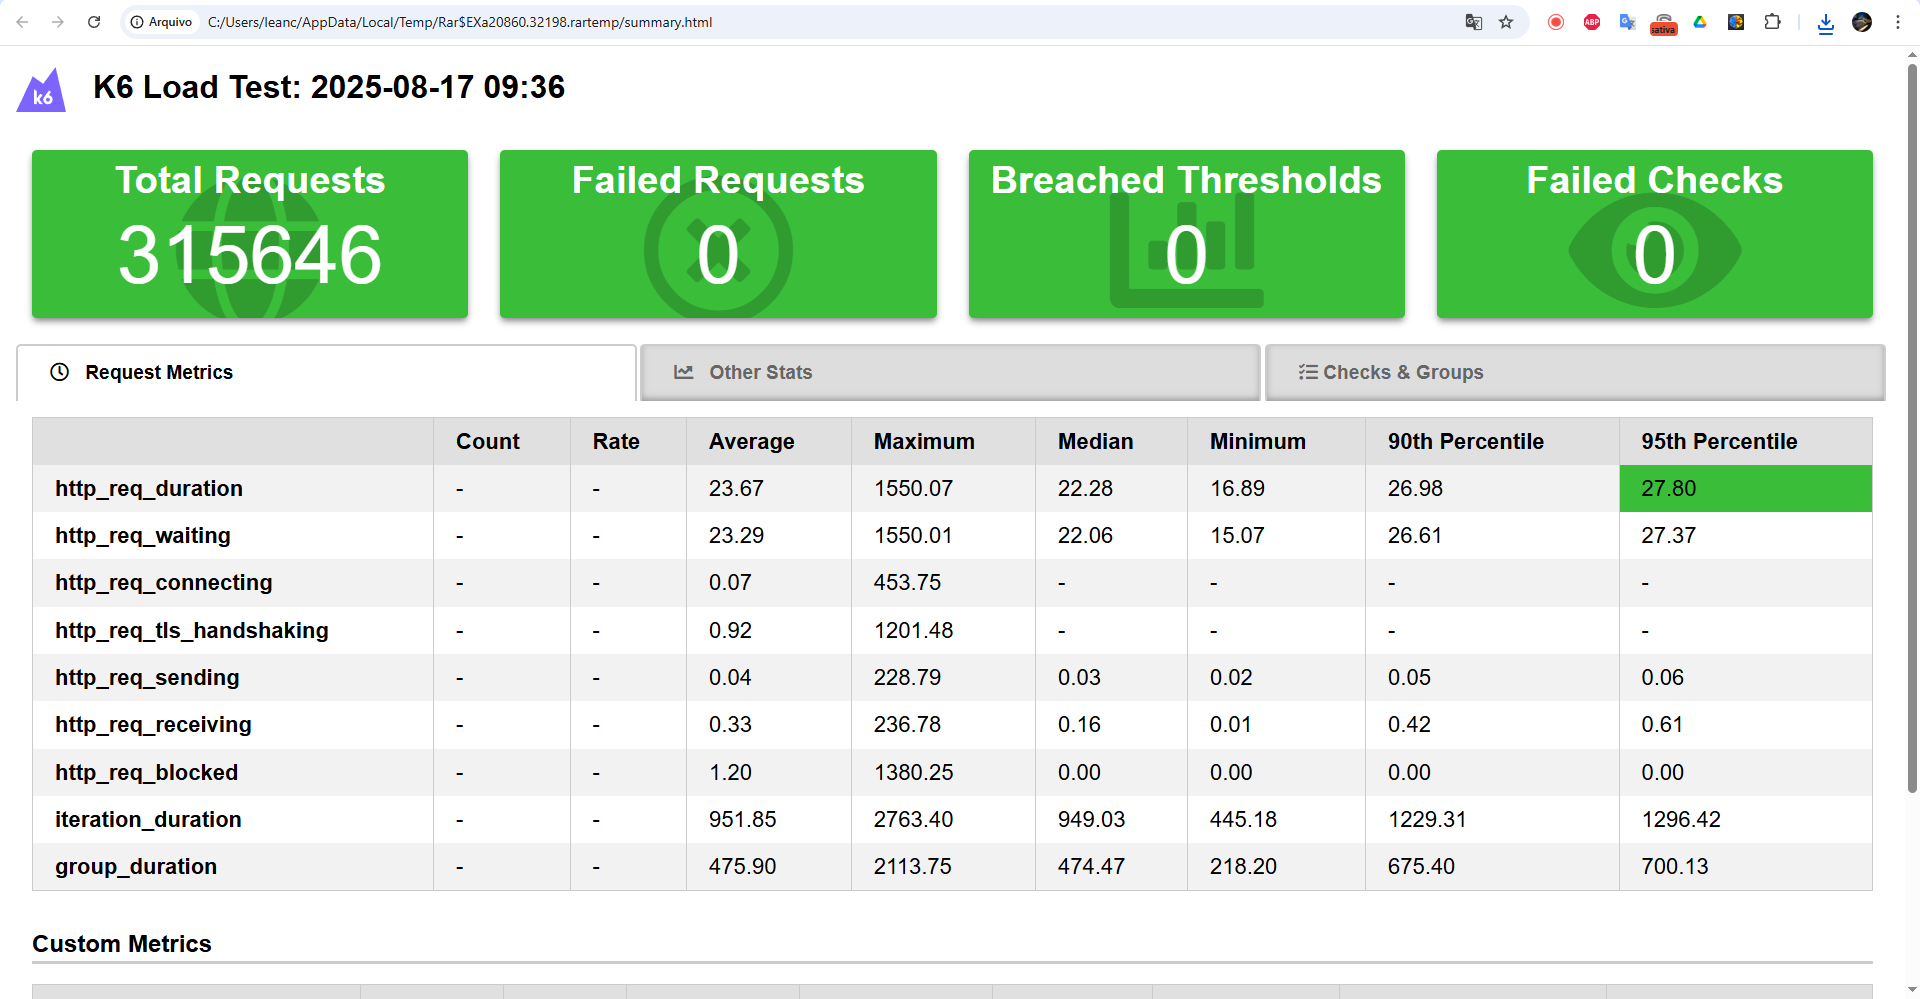 Arquivo C:/Users/leanc/AppData/Local/Temp/Rar$EXa20860.32198.rartemp/summary.html
ABP
sativa
k6 K6 Load Test: 2025-08-17 09:36
Total Requests Failed Requests Breached Thresholds Failed Checks
315646 0 0 0
Request Metrics Other Stats Checks & Groups
Count Rate Average Maximum Median Minimum 90th Percentile 95th Percentile
http_req_duration - - 23.67 1550.07 22.28 16.89 26.98 27.80
http_req_waiting - - 23.29 1550.01 22.06 15.07 26.61 27.37
http_req_connecting - - 0.07 453.75 - - - -
http_req_tls_handshaking - - 0.92 1201.48 - - - -
http_req_sending - - 0.04 228.79 0.03 0.02 0.05 0.06
http_req_receiving - - 0.33 236.78 0.16 0.01 0.42 0.61
http_req_blocked - - 1.20 1380.25 0.00 0.00 0.00 0.00
iteration_duration - - 951.85 2763.40 949.03 445.18 1229.31 1296.42
group_duration - - 475.90 2113.75 474.47 218.20 675.40 700.13
Custom Metrics